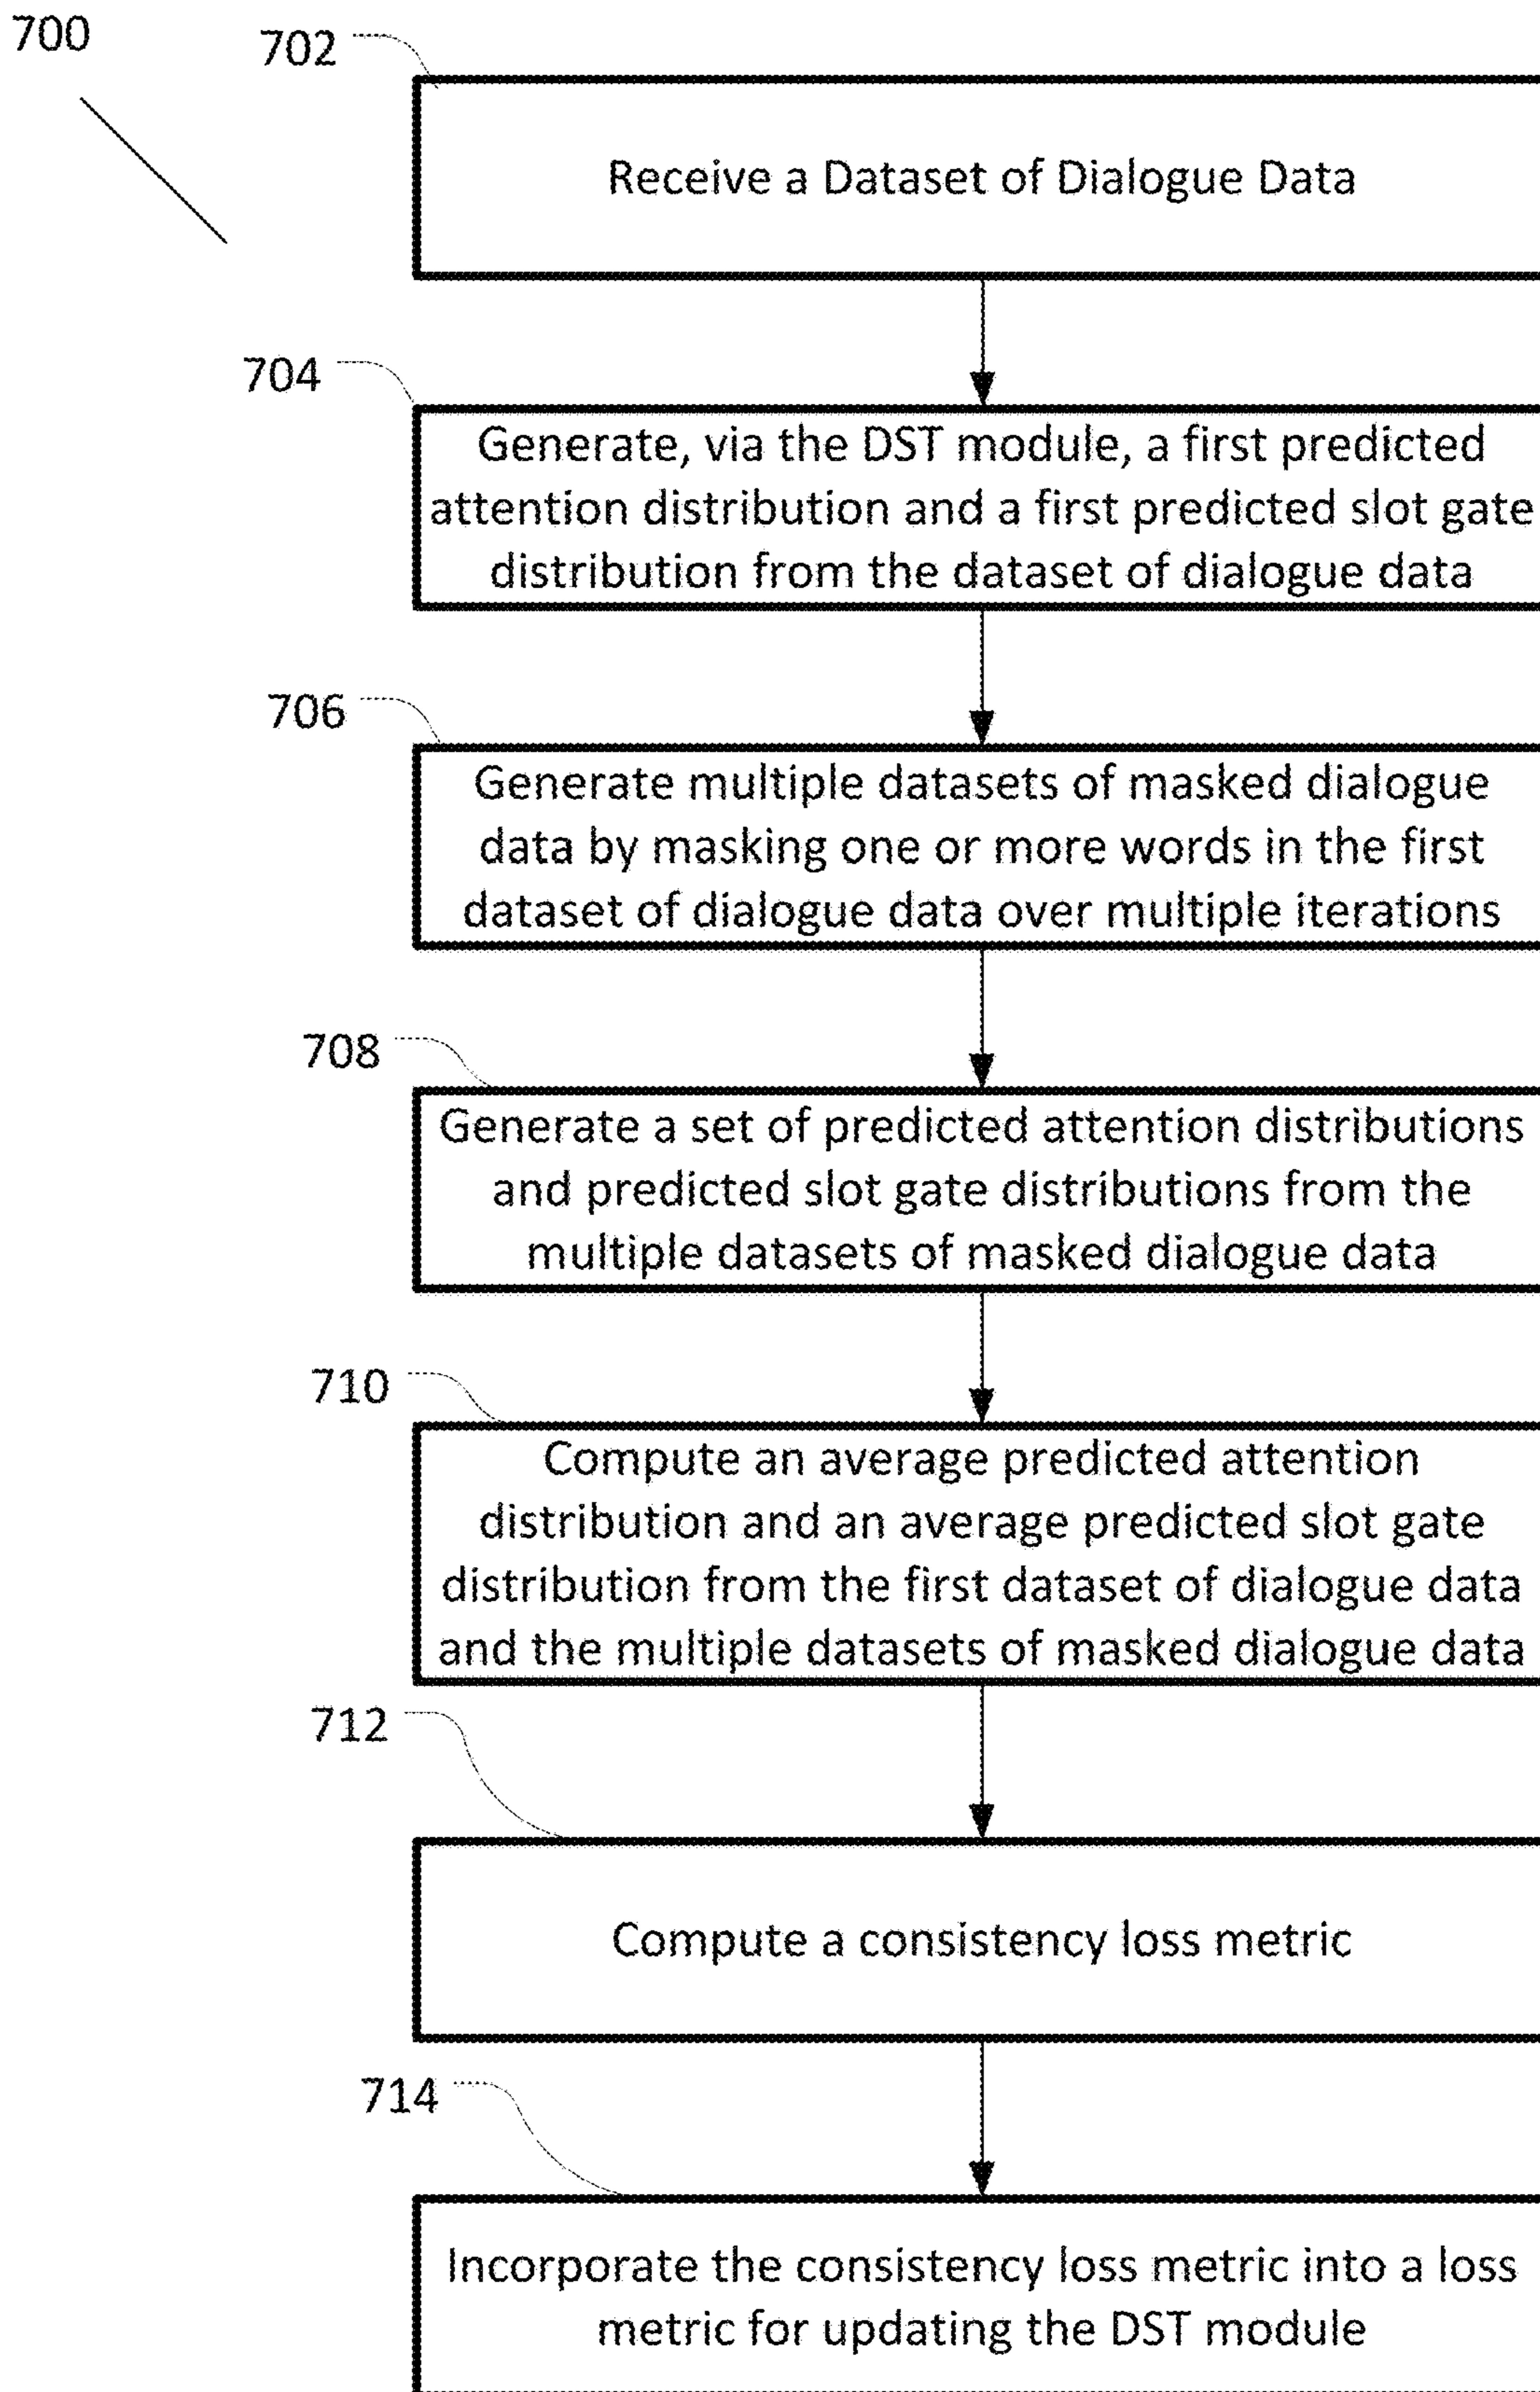 700
702
Receive a Dataset of Dialogue Data
704
Generate, via the DST module, a first predicted
attention distribution and a first predicted slot gate
distribution from the dataset of dialogue data
706
Generate multiple datasets of masked dialogue
data by masking one or more words in the first
dataset of dialogue data over multiple iterations
708
Generate a set of predicted attention distributions
and predicted slot gate distributions from the
multiple datasets of masked dialogue data
710
Compute an average predicted attention
distribution and an average predicted slot gate
distribution from the first dataset of dialogue data
and the multiple datasets of masked dialogue data
712
Compute a consistency loss metric
714
Incorporate the consistency loss metric into a loss
metric for updating the DST module